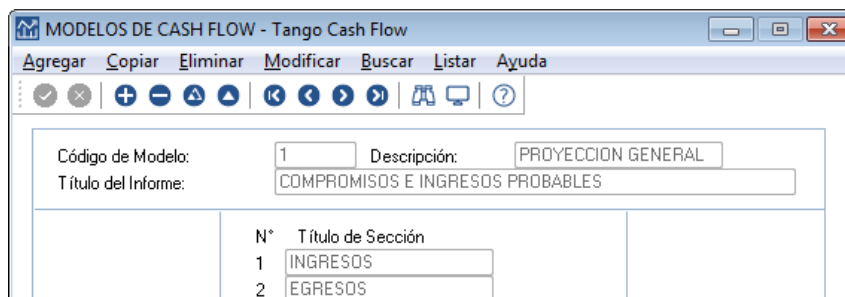 MODELOS DE CASH FLOW - Tango Cash Flow
Agregar Copiar Eliminar Modificar Buscar Listar Ayuda
Código de Modelo: 1 Descripción: PROYECCION GENERAL
Título del Informe: COMPROMISOS E INGRESOS PROBABLES
N° Título de Sección
1 INGRESOS
2 EGRESOS